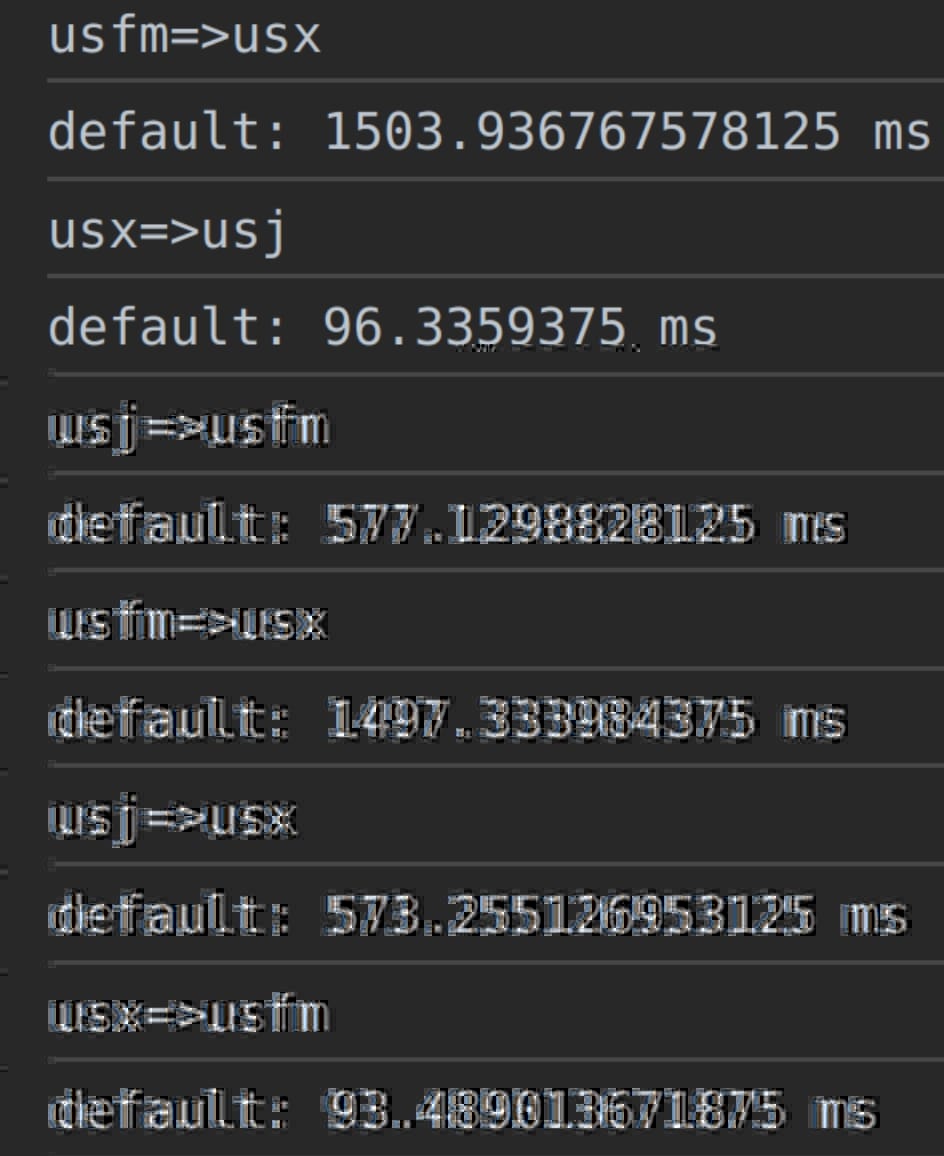 usfm=>usx
default: 1503.936767578125 ms
usx=>usj
default: 96.3359375 ms
usj=>usfm
default: 577.1298828125 ms
usfm=>usx
default: 1497.333984375 ms
usj=>usx
default: 573.255126953125 ms
usx=>usfm
default: 93.489013671875 ms